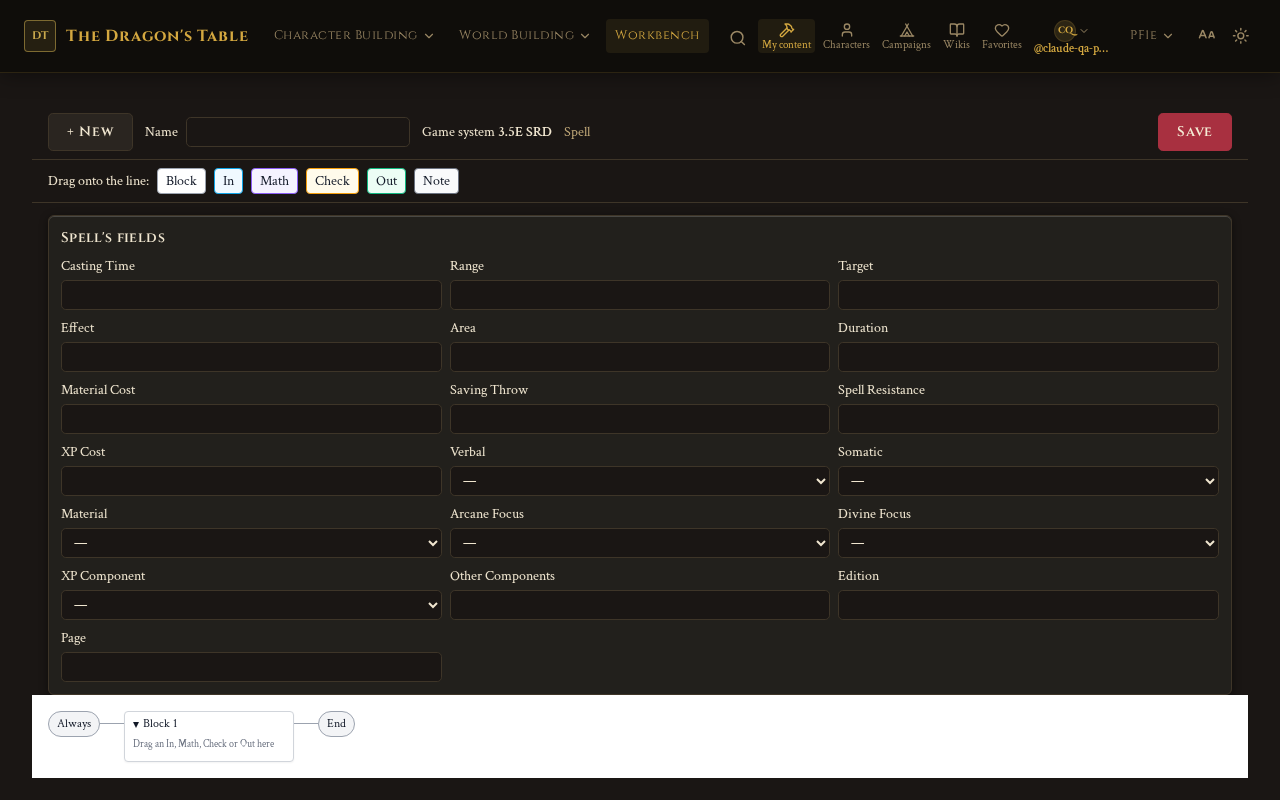 DT The Dragon's Table Character Building World Building Workbench My content Characters Campaigns Wikis Favorites CQ @claude-qa-p... PF1e AA
+ New Name Game system 3.5E SRD Spell Save
Drag onto the line: Block In Math Check Out Note
Spell's fields
Casting Time Range Target
Effect Area Duration
Material Cost Saving Throw Spell Resistance
XP Cost Verbal Somatic
— —
Material Arcane Focus Divine Focus
— — —
XP Component Other Components Edition
—
Page
Always ▾ Block 1 End
Drag an In, Math, Check or Out here